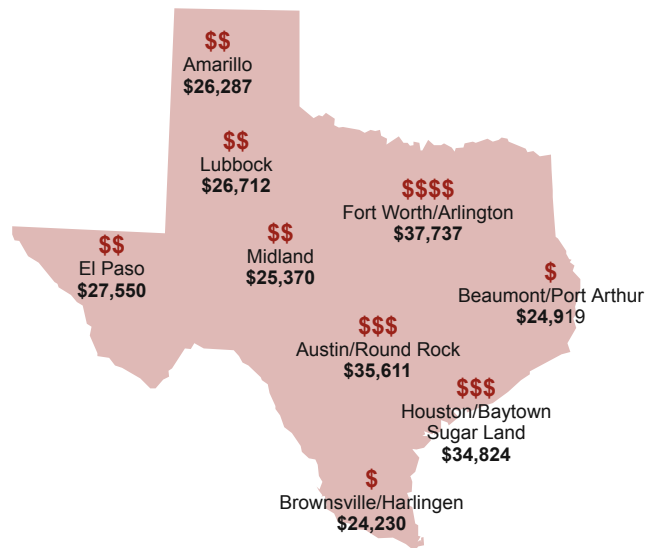 $$
Amarillo
$26,287
$$
Lubbock
$26,712
$$$$
Fort Worth/Arlington
$37,737
$$
Midland
$25,370
$$
El Paso
$27,550
$
Beaumont/Port Arthur
$24,919
$$$
Austin/Round Rock
$35,611
$$$
Houston/Baytown
Sugar Land
$34,824
$
Brownsville/Harlingen
$24,230